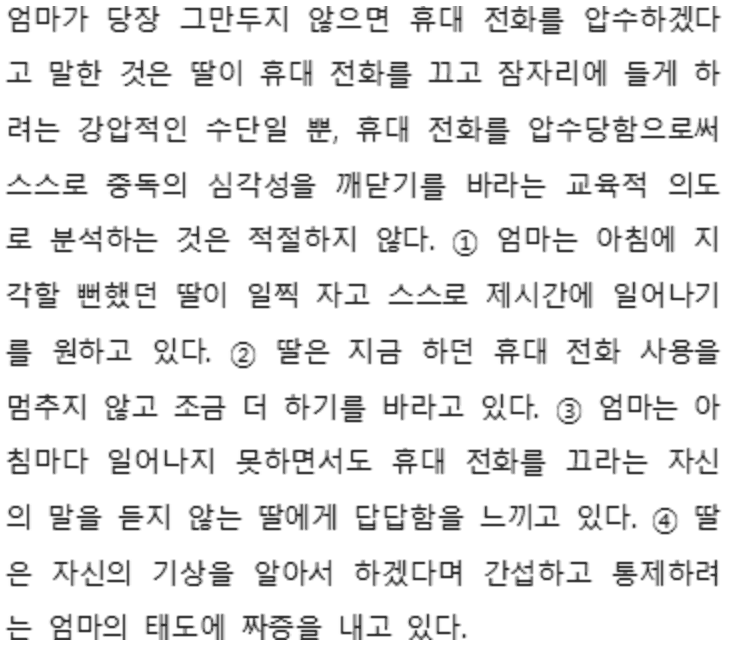 엄마가 당장 그만두지 않으면 휴대 전화를 압수하겠다
고 말한 것은 딸이 휴대 전화를 끄고 잠자리에 들게 하
려는 강압적인 수단일 뿐, 휴대 전화를 압수당함으로써
스스로 중독의 심각성을 깨닫기를 바라는 교육적 의도
로 분석하는 것은 적절하지 않다. ① 엄마는 아침에 지
각할 뻔했던 딸이 일찍 자고 스스로 제시간에 일어나기
를 원하고 있다. ② 딸은 지금 하던 휴대 전화 사용을
멈추지 않고 조금 더 하기를 바라고 있다. ③ 엄마는 아
침마다 일어나지 못하면서도 휴대 전화를 끄라는 자신
의 말을 듣지 않는 딸에게 답답함을 느끼고 있다. ④ 딸
은 자신의 기상을 알아서 하겠다며 간섭하고 통제하려
는 엄마의 태도에 짜증을 내고 있다.